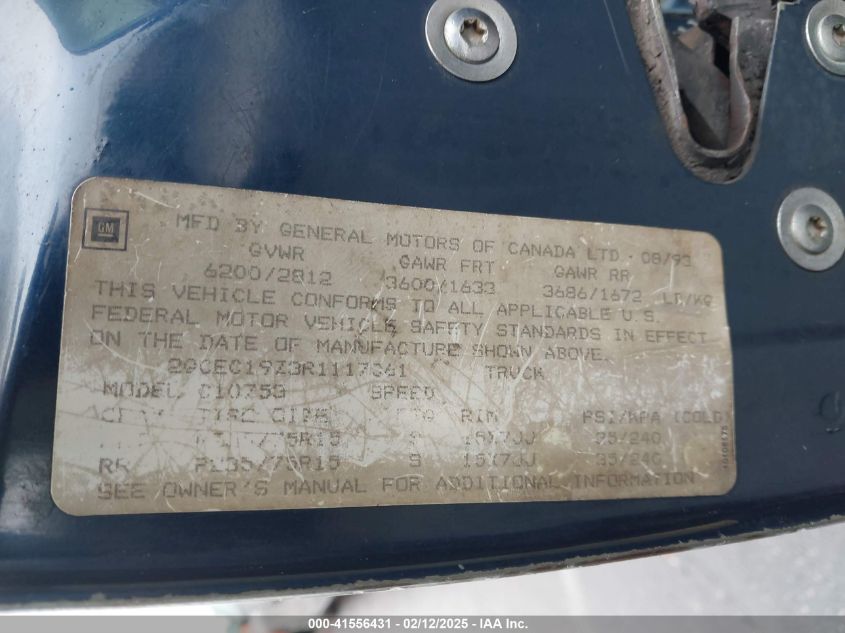 GM
MFD BY GENERAL MOTORS OF CANADA LTD 08/93
GVWR GAWR FRT GAWR RR
6200/2812 3600/1633 3686/1672 LB/KG
THIS VEHICLE CONFORMS TO ALL APPLICABLE U.S.
FEDERAL MOTOR VEHICLE SAFETY STANDARDS IN EFFECT
ON THE DATE OF MANUFACTURE SHOWN ABOVE.
2GCEC19Z3R1117361 TRUCK
MODEL: C10753 SPEED
TIRE SIZE RIM PSI/KPA (COLD)
15X7JJ 35/240
RR P235/75R15 S 15X7JJ 35/240
SEE OWNER'S MANUAL FOR ADDITIONAL INFORMATION
000-41556431 - 02/12/2025 - IAA Inc.